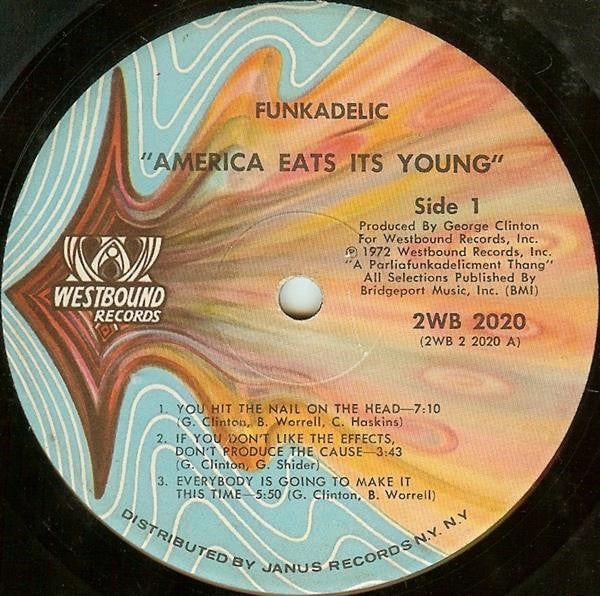 FUNKADELIC
"AMERICA EATS ITS YOUNG"
Side 1
Produced By George Clinton
For Westbound Records, Inc.
℗ 1972 Westbound Records, Inc.
"A Parliafunkadelicment Thang"
All Selections Published By
Bridgeport Music, Inc. (BMI)
WESTBOUND
RECORDS
2WB 2020
(2WB 2 2020 A)
1. YOU HIT THE NAIL ON THE HEAD—7:10
(G. Clinton, B. Worrell, C. Haskins)
2. IF YOU DON'T LIKE THE EFFECTS,
DON'T PRODUCE THE CAUSE—3:43
(G. Clinton, G. Shider)
3. EVERYBODY IS GOING TO MAKE IT
THIS TIME—5:50 (G. Clinton, B. Worrell)
DISTRIBUTED BY JANUS RECORDS N.Y. N.Y